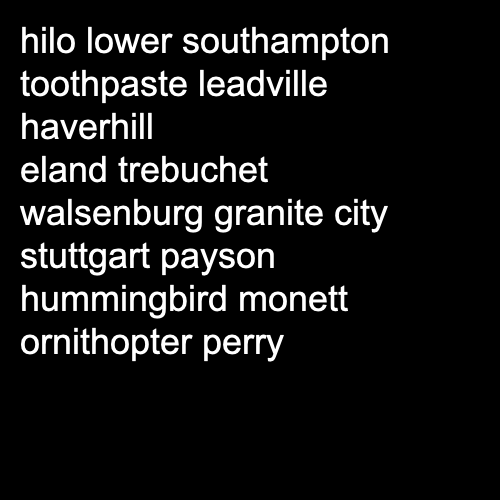 hilo lower southampton
toothpaste leadville
haverhill
eland trebuchet
walsenburg granite city
stuttgart payson
hummingbird monett
ornithopter perry